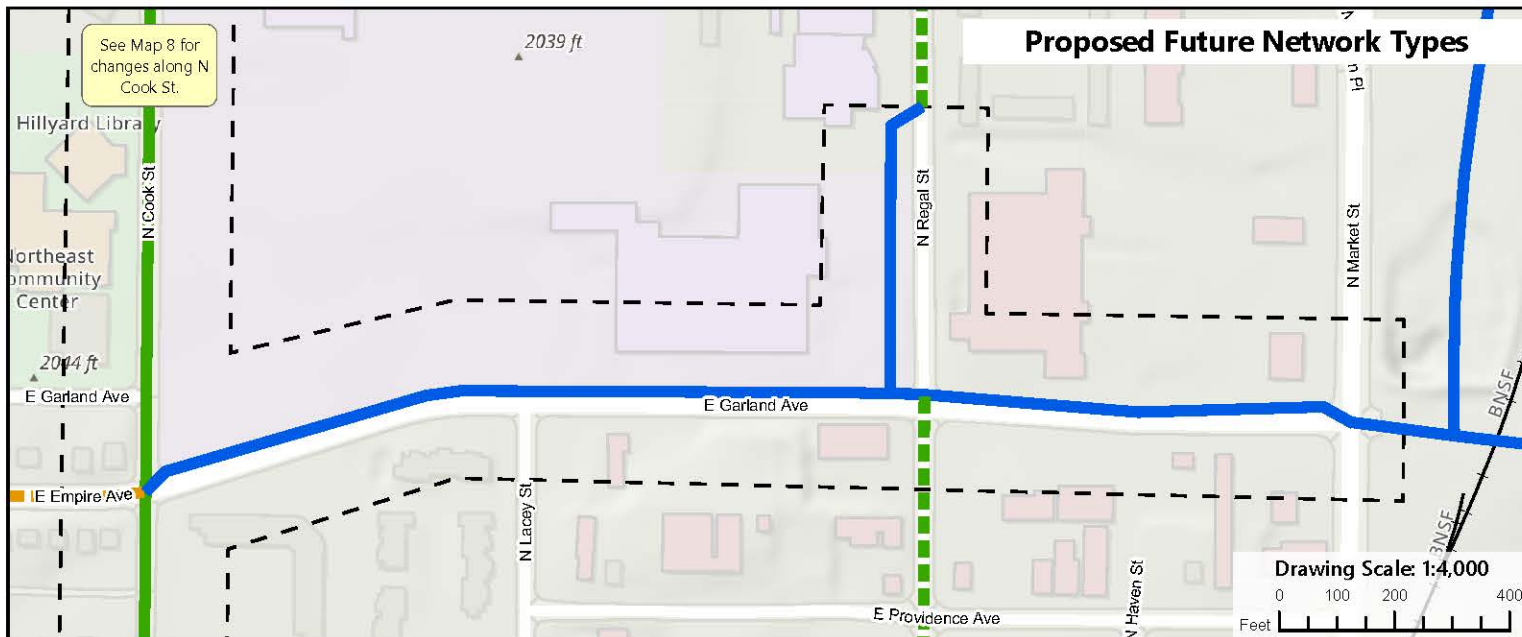 Proposed Future Network Types
See Map 8 for
changes along N
Cook St.
2039 ft
Hillyard Library
N Cook St
N Regal St
N Market St
n Pl
Northeast
ommunity
Center
2044 ft
E Garland Ave
E Garland Ave
E Empire Ave
N Lacey St
BNSF
BNSF
N Haven St
E Providence Ave
Drawing Scale: 1:4,000
0 100 200 400
Feet